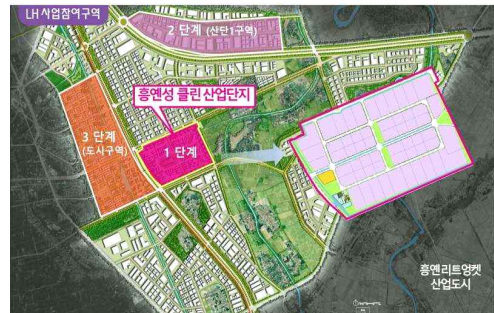 LH 사업참여구역
2 단계 (산단1구역)
흥옌성 클린 산업단지
3 단계
(도시구역)
1 단계
흥옌 리트엉켓
산업도시